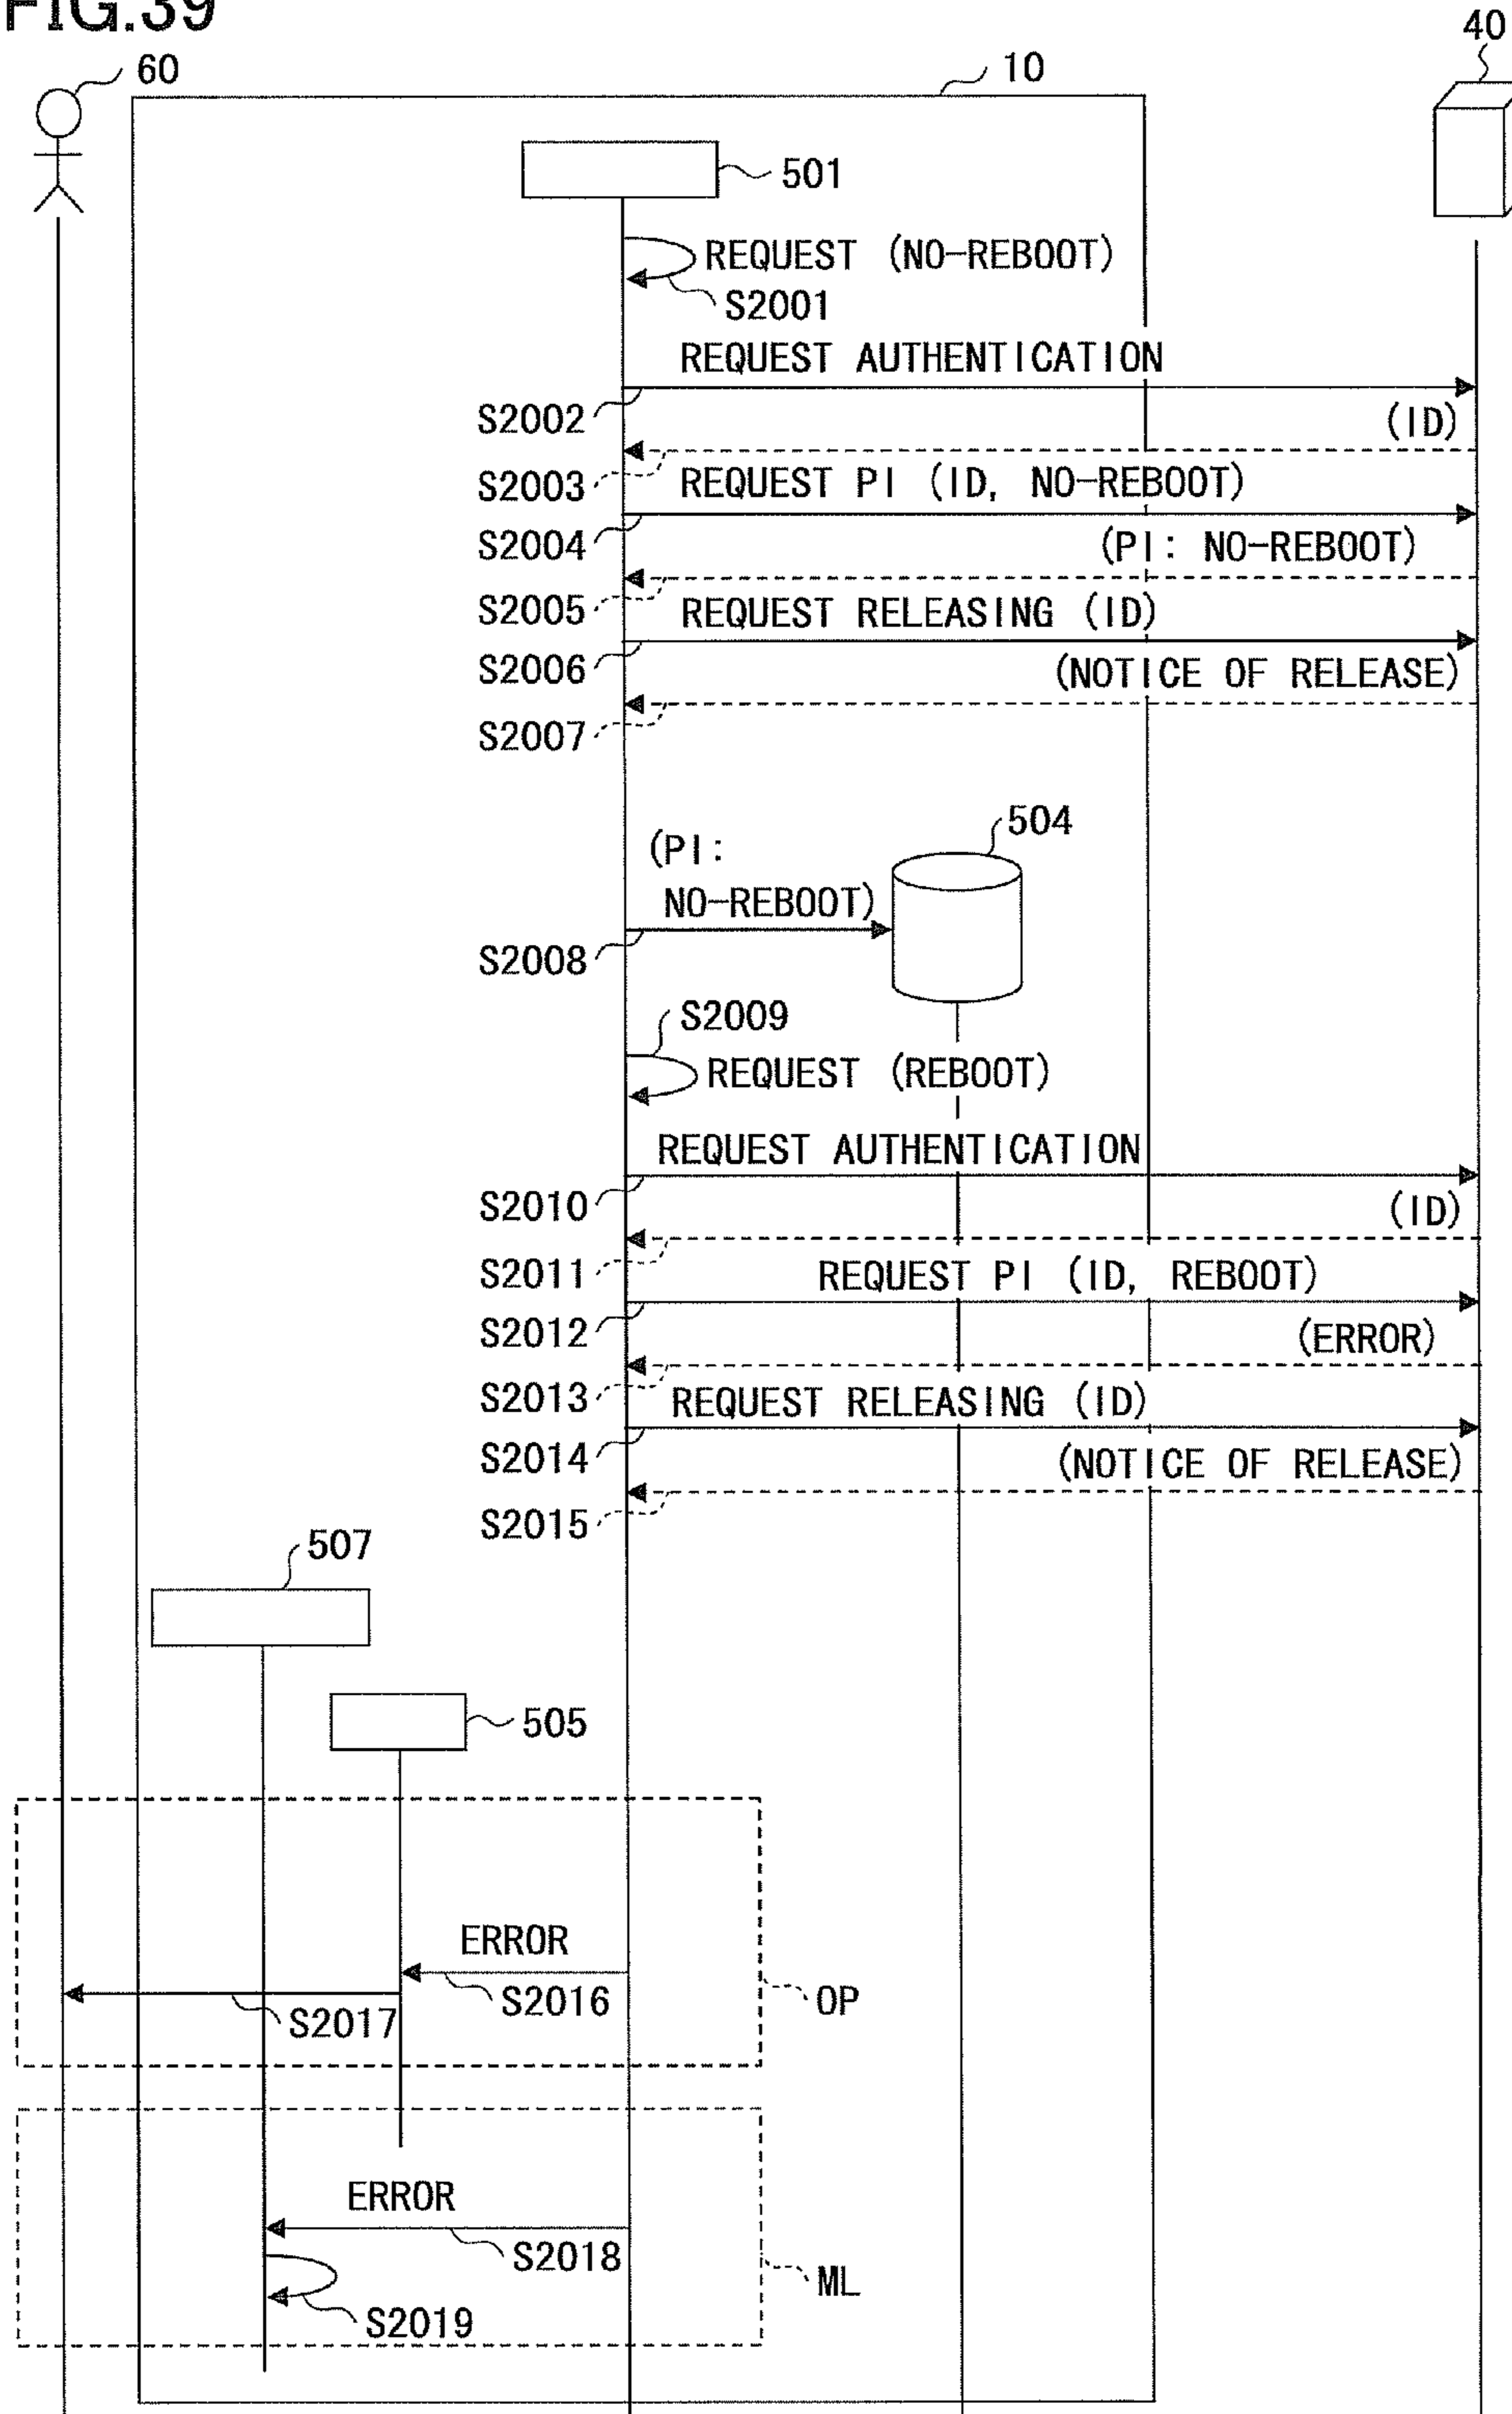 FIG.39
40
60
10
501
REQUEST (NO-REBOOT)
S2001
REQUEST AUTHENTICATION
S2002
(ID)
S2003
REQUEST PI (ID, NO-REBOOT)
S2004
(PI: NO-REBOOT)
S2005
REQUEST RELEASING (ID)
S2006
(NOTICE OF RELEASE)
S2007
504
(PI:
NO-REBOOT)
S2008
S2009
REQUEST (REBOOT)
REQUEST AUTHENTICATION
S2010
(ID)
S2011
REQUEST PI (ID, REBOOT)
S2012
(ERROR)
S2013
REQUEST RELEASING (ID)
S2014
(NOTICE OF RELEASE)
S2015
507
505
ERROR
S2016
OP
S2017
ERROR
S2018
ML
S2019